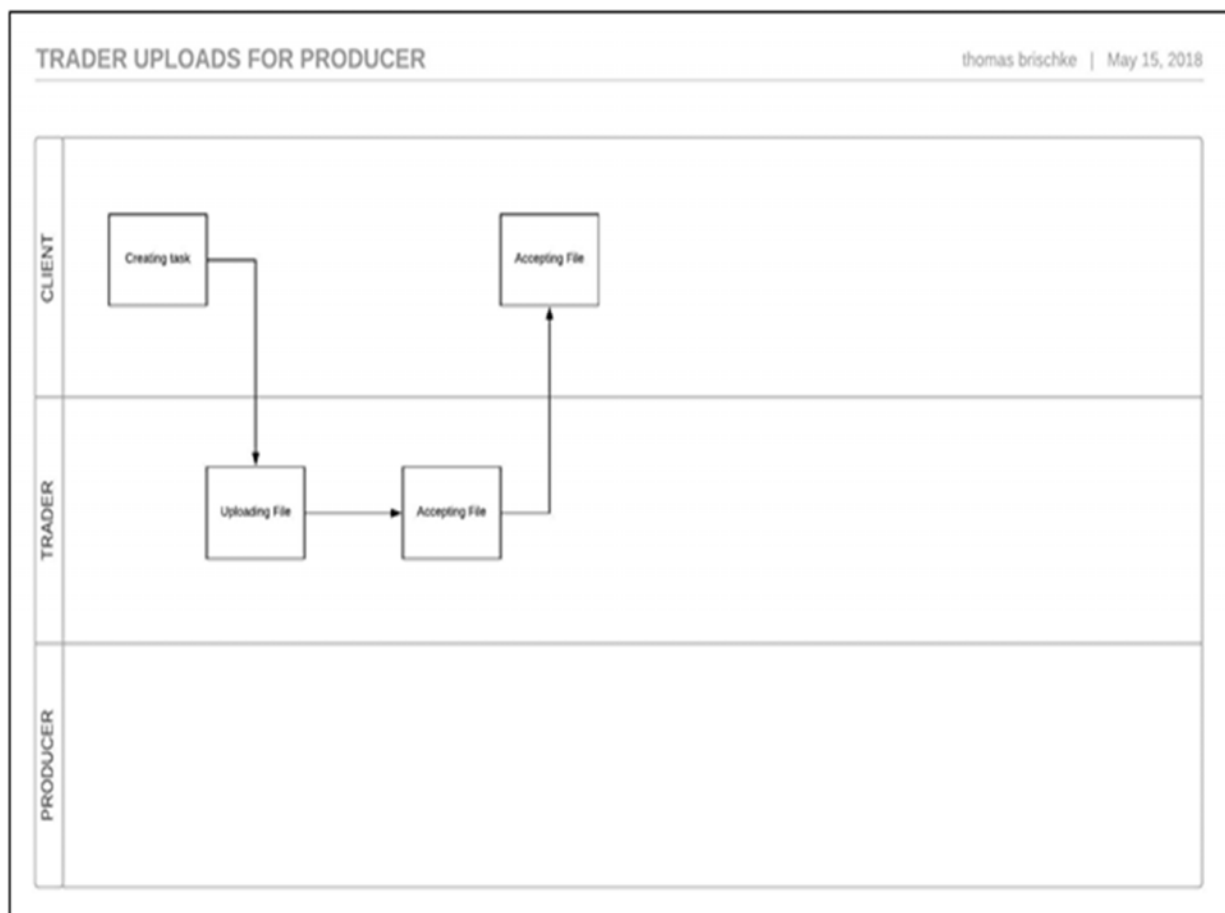 TRADER UPLOADS FOR PRODUCER
thomas brischke | May 15, 2018
CLIENT
Creating task
Accepting File
TRADER
Uploading File
Accepting File
PRODUCER